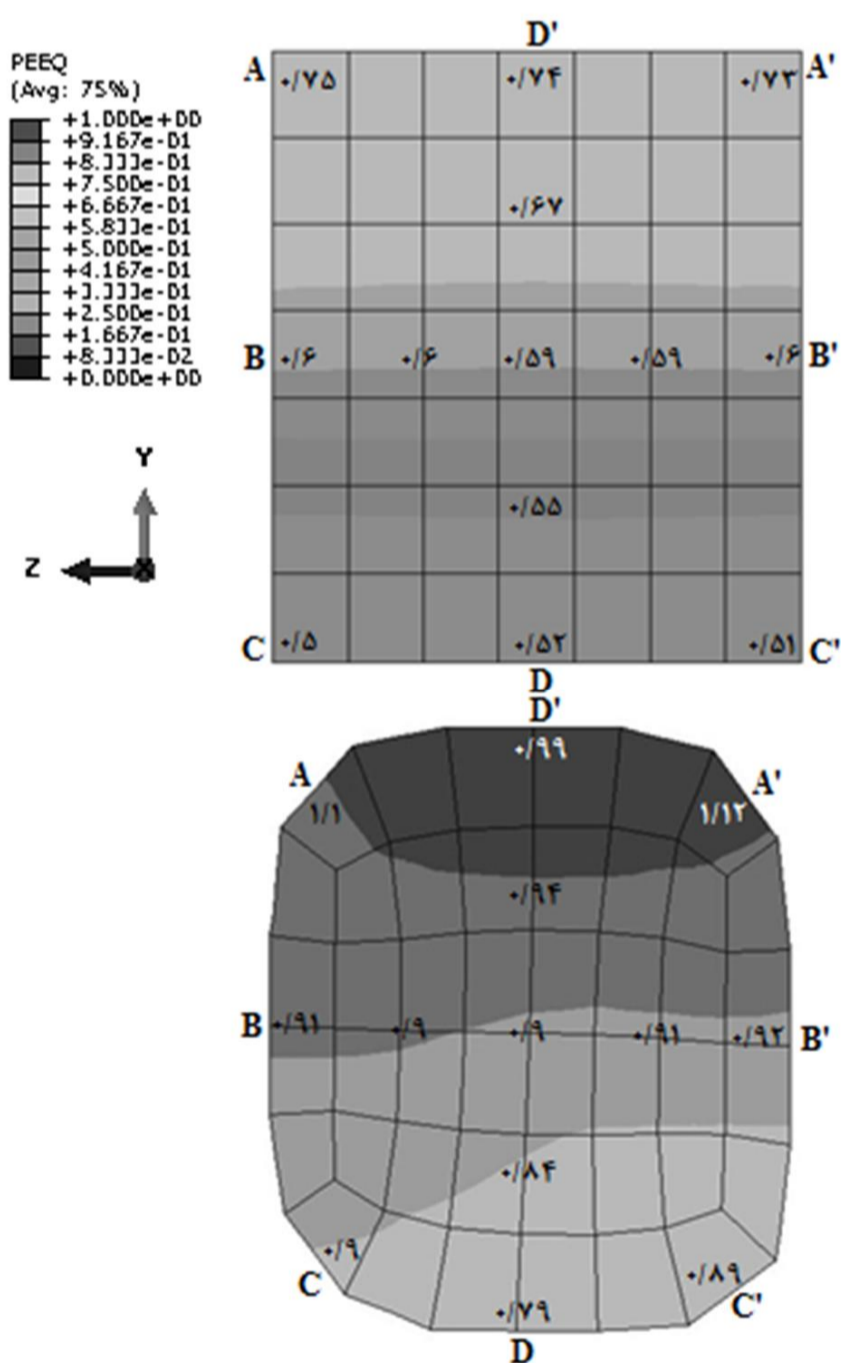 D'
PEEQ
(Avg: 75%)
+1.000e+00
+9.167e-01
+8.333e-01
+7.500e-01
+6.667e-01
+5.833e-01
+5.000e-01
+4.167e-01
+3.333e-01
+2.500e-01
+1.667e-01
+8.333e-02
+0.000e+00
A ۰/۷۵ ۰/۷۴ ۰/۷۳ A'
۰/۶۷
B ۰/۶ ۰/۶ ۰/۵۹ ۰/۵۹ ۰/۶ B'
Y
Z
۰/۵۵
C ۰/۵ ۰/۵۲ ۰/۵۱ C'
D
D'
۰/۹۹
A A'
۱/۱ ۱/۱۲
۰/۹۴
B ۰/۹۱ ۰/۹ ۰/۹ ۰/۹۱ ۰/۹۲ B'
۰/۸۴
۰/۹ ۰/۸۹
C C'
۰/۷۹
D